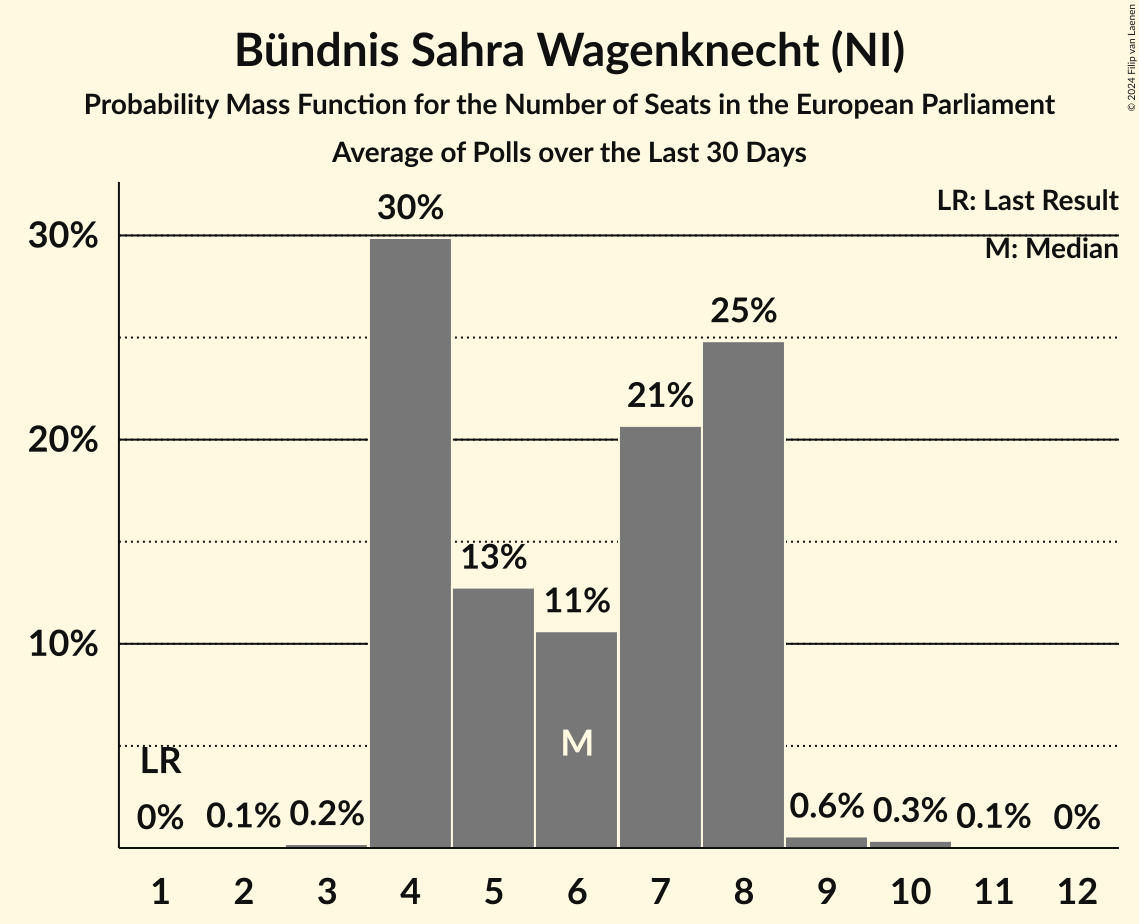 Bündnis Sahra Wagenknecht (NI)
Probability Mass Function for the Number of Seats in the European Parliament
Average of Polls over the Last 30 Days
© 2024 Filip van Laenen
LR: Last Result
M: Median
30%
20%
10%
30%
25%
21%
13%
11%
M
LR
0% 0.1% 0.2% 0.6% 0.3% 0.1% 0%
1 2 3 4 5 6 7 8 9 10 11 12